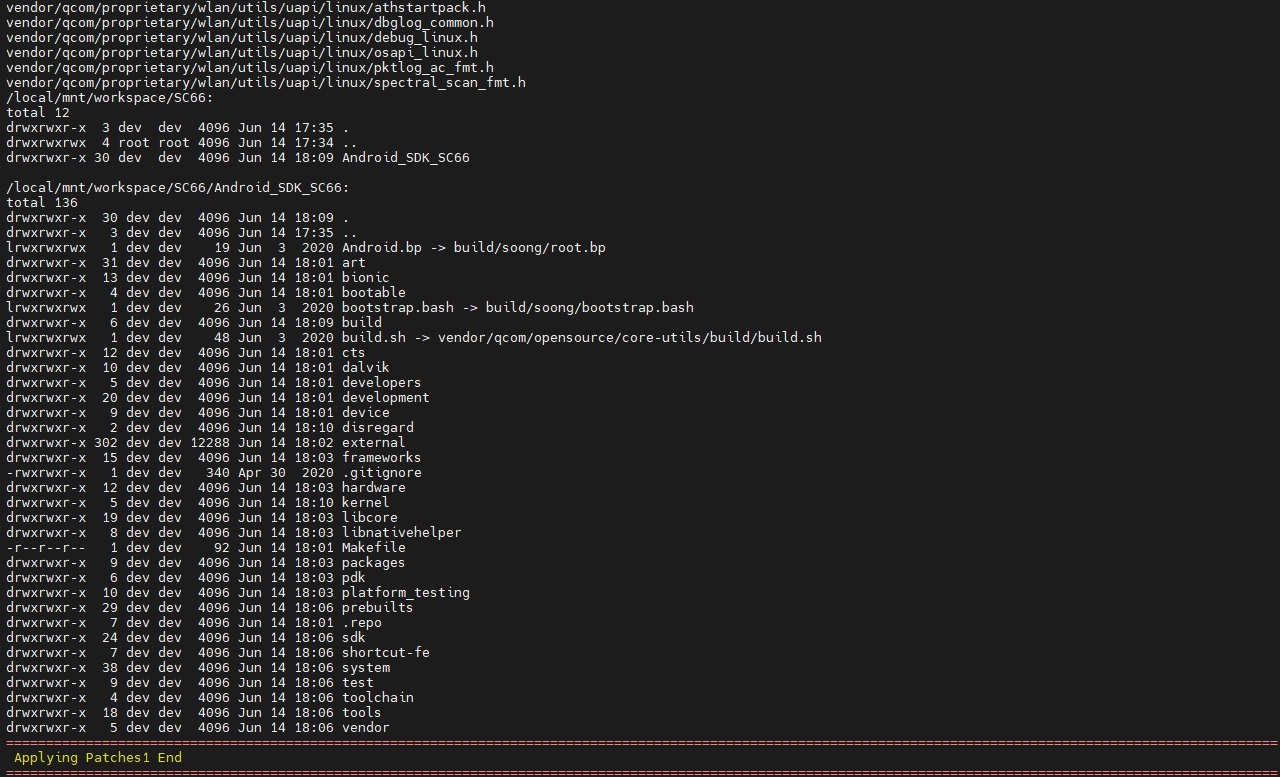 vendor/qcom/proprietary/wlan/utils/uapi/linux/athstartpack.h
vendor/qcom/proprietary/wlan/utils/uapi/linux/dbglog_common.h
vendor/qcom/proprietary/wlan/utils/uapi/linux/debug_linux.h
vendor/qcom/proprietary/wlan/utils/uapi/linux/osapi_linux.h
vendor/qcom/proprietary/wlan/utils/uapi/linux/pktlog_ac_fmt.h
vendor/qcom/proprietary/wlan/utils/uapi/linux/spectral_scan_fmt.h
/local/mnt/workspace/SC66:
total 12
drwxrwxr-x  3 dev  dev  4096 Jun 14 17:35 .
drwxrwxrwx  4 root root 4096 Jun 14 17:34 ..
drwxrwxr-x 30 dev  dev  4096 Jun 14 18:09 Android_SDK_SC66

/local/mnt/workspace/SC66/Android_SDK_SC66:
total 136
drwxrwxr-x  30 dev dev  4096 Jun 14 18:09 .
drwxrwxr-x   3 dev dev  4096 Jun 14 17:35 ..
lrwxrwxrwx   1 dev dev    19 Jun  3  2020 Android.bp -> build/soong/root.bp
drwxrwxr-x  31 dev dev  4096 Jun 14 18:01 art
drwxrwxr-x  13 dev dev  4096 Jun 14 18:01 bionic
drwxrwxr-x   4 dev dev  4096 Jun 14 18:01 bootable
lrwxrwxrwx   1 dev dev    26 Jun  3  2020 bootstrap.bash -> build/soong/bootstrap.bash
drwxrwxr-x   6 dev dev  4096 Jun 14 18:09 build
lrwxrwxrwx   1 dev dev    48 Jun  3  2020 build.sh -> vendor/qcom/opensource/core-utils/build/build.sh
drwxrwxr-x  12 dev dev  4096 Jun 14 18:01 cts
drwxrwxr-x  10 dev dev  4096 Jun 14 18:01 dalvik
drwxrwxr-x   5 dev dev  4096 Jun 14 18:01 developers
drwxrwxr-x  20 dev dev  4096 Jun 14 18:01 development
drwxrwxr-x   9 dev dev  4096 Jun 14 18:01 device
drwxrwxr-x   2 dev dev  4096 Jun 14 18:10 disregard
drwxrwxr-x 302 dev dev 12288 Jun 14 18:02 external
drwxrwxr-x  15 dev dev  4096 Jun 14 18:03 frameworks
-rwxrwxr-x   1 dev dev   340 Apr 30  2020 .gitignore
drwxrwxr-x  12 dev dev  4096 Jun 14 18:03 hardware
drwxrwxr-x   5 dev dev  4096 Jun 14 18:10 kernel
drwxrwxr-x  19 dev dev  4096 Jun 14 18:03 libcore
drwxrwxr-x   8 dev dev  4096 Jun 14 18:03 libnativehelper
-r--r--r--   1 dev dev    92 Jun 14 18:01 Makefile
drwxrwxr-x   9 dev dev  4096 Jun 14 18:03 packages
drwxrwxr-x   6 dev dev  4096 Jun 14 18:03 pdk
drwxrwxr-x  10 dev dev  4096 Jun 14 18:03 platform_testing
drwxrwxr-x  29 dev dev  4096 Jun 14 18:06 prebuilts
drwxrwxr-x   7 dev dev  4096 Jun 14 18:01 .repo
drwxrwxr-x  24 dev dev  4096 Jun 14 18:06 sdk
drwxrwxr-x   7 dev dev  4096 Jun 14 18:06 shortcut-fe
drwxrwxr-x  38 dev dev  4096 Jun 14 18:06 system
drwxrwxr-x   9 dev dev  4096 Jun 14 18:06 test
drwxrwxr-x   4 dev dev  4096 Jun 14 18:06 toolchain
drwxrwxr-x  18 dev dev  4096 Jun 14 18:06 tools
drwxrwxr-x   5 dev dev  4096 Jun 14 18:06 vendor
 Applying Patches1 End